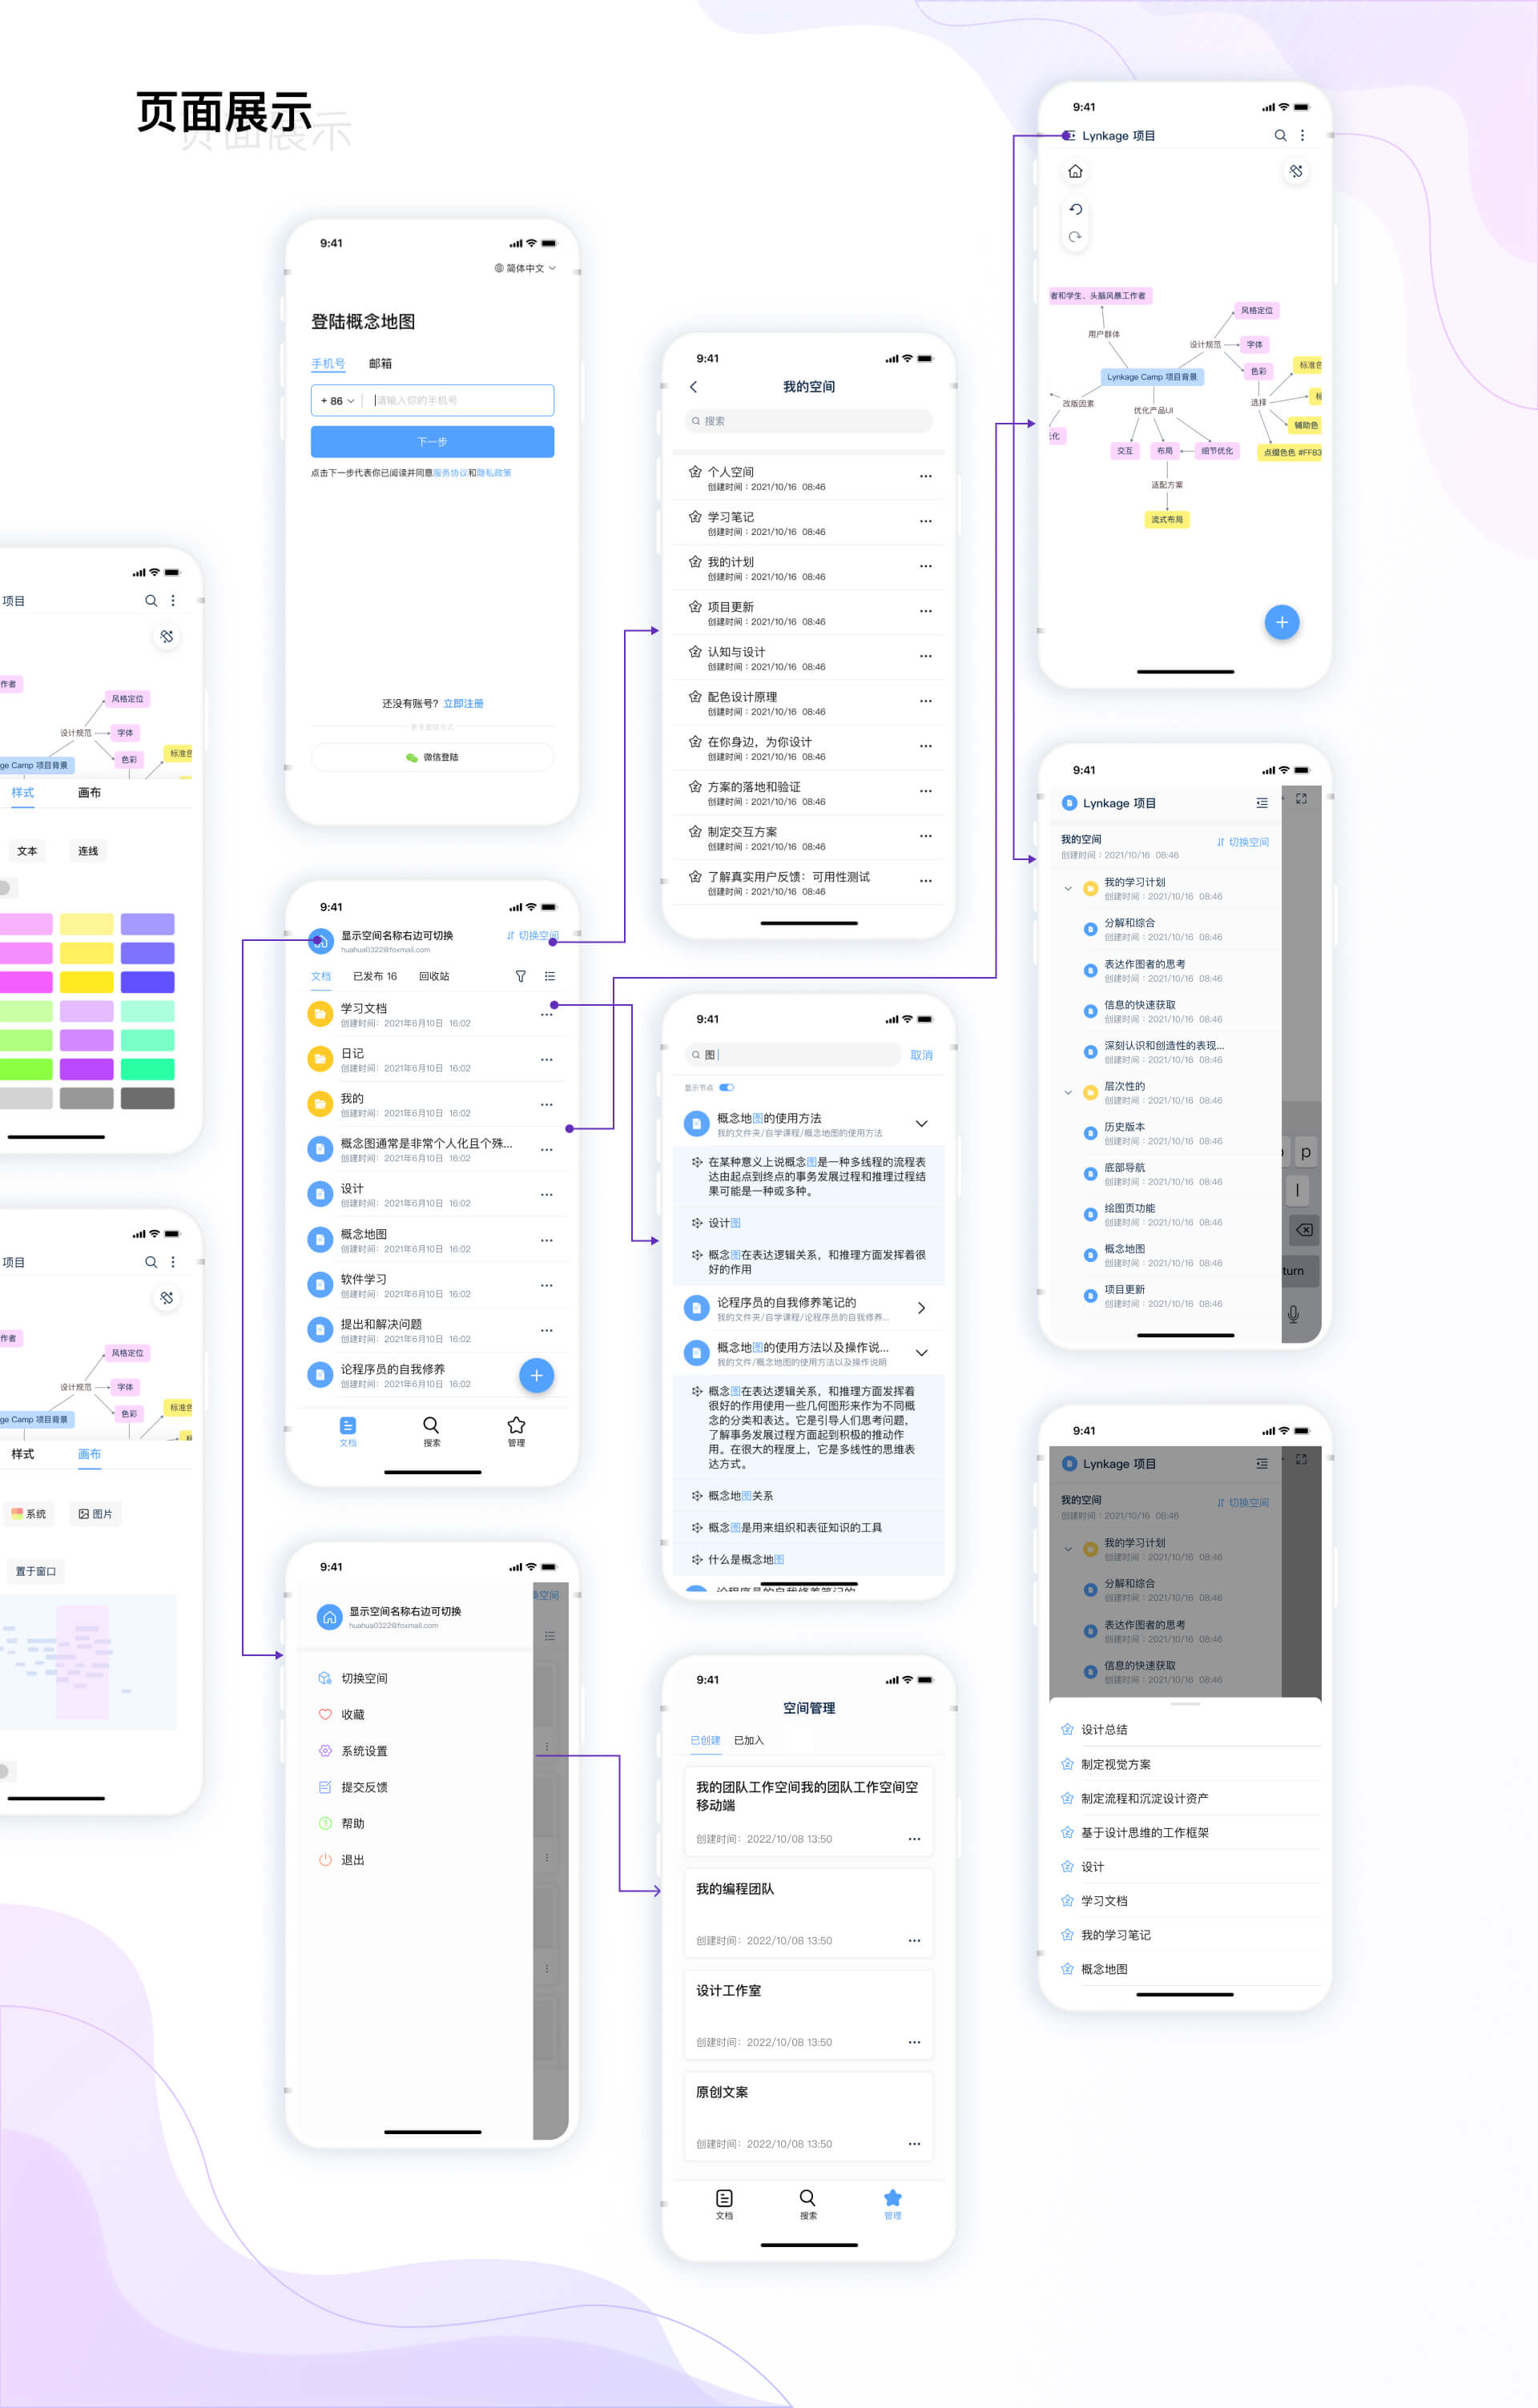 页面展示
页面展示
9:41
简体中文
登陆概念地图
手机号 邮箱
+ 86 请输入你的手机号
下一步
点击下一步代表你已阅读并同意服务协议和隐私政策
还没有账号? 立即注册
更多登陆方式
微信登陆
项目
作者
风格定位
设计规范
字体
色彩
标准色
ge Camp 项目背景
样式 画布
文本 连线
项目
作者
风格定位
设计规范
字体
色彩
标准色
ge Camp 项目背景
样式 画布
系统 图片
置于窗口
9:41
显示空间名称右边可切换
切换空间
huahua0322@foxmail.com
文档 已发布 16 回收站
学习文档
创建时间: 2021年6月10日 16:02
日记
创建时间: 2021年6月10日 16:02
我的
创建时间: 2021年6月10日 16:02
概念图通常是非常个人化且个殊...
创建时间: 2021年6月10日 16:02
设计
创建时间: 2021年6月10日 16:02
概念地图
创建时间: 2021年6月10日 16:02
软件学习
创建时间: 2021年6月10日 16:02
提出和解决问题
创建时间: 2021年6月10日 16:02
论程序员的自我修养
创建时间: 2021年6月10日 16:02
文档 搜索 管理
9:41
换空间
显示空间名称右边可切换
huahua0322@foxmail.com
切换空间
收藏
系统设置
提交反馈
帮助
退出
9:41
我的空间
搜索
个人空间
创建时间:2021/10/16 08:46
学习笔记
创建时间:2021/10/16 08:46
我的计划
创建时间:2021/10/16 08:46
项目更新
创建时间:2021/10/16 08:46
认知与设计
创建时间:2021/10/16 08:46
配色设计原理
创建时间:2021/10/16 08:46
在你身边，为你设计
创建时间:2021/10/16 08:46
方案的落地和验证
创建时间:2021/10/16 08:46
制定交互方案
创建时间:2021/10/16 08:46
了解真实用户反馈：可用性测试
创建时间:2021/10/16 08:46
9:41
图 取消
显示节点
概念地图的使用方法
我的文件夹/自学课程/概念地图的使用方法
在某种意义上说概念图是一种多线程的流程表
达由起点到终点的事务发展过程和推理过程结
果可能是一种或多种。
设计图
概念图在表达逻辑关系，和推理方面发挥着很
好的作用
论程序员的自我修养笔记的
我的文件夹/自学课程/论程序员的自我修养...
概念地图的使用方法以及操作说...
我的文件/概念地图的使用方法以及操作说明
概念图在表达逻辑关系，和推理方面发挥着
很好的作用使用一些几何图形来作为不同概
念的分类和表达。它是引导人们思考问题，
了解事务发展过程方面起到积极的推动作
用。在很大的程度上，它是多线性的思维表
达方式。
概念地图关系
概念图是用来组织和表征知识的工具
什么是概念地图
论程序员的自我修养笔记的
9:41
空间管理
已创建 已加入
我的团队工作空间我的团队工作空间空
移动端
创建时间: 2022/10/08 13:50
我的编程团队
创建时间: 2022/10/08 13:50
设计工作室
创建时间: 2022/10/08 13:50
原创文案
创建时间: 2022/10/08 13:50
文档 搜索 管理
9:41
Lynkage 项目
者和学生、头脑风暴工作者
风格定位
用户群体
设计规范
字体
标准色
色彩
Lynkage Camp 项目背景
改版因素
优化产品UI
选择
辅助色
交互 布局 细节优化
点缀色色 #FFB3
适配方案
流式布局
9:41
Lynkage 项目
我的空间
切换空间
创建时间:2021/10/16 08:46
我的学习计划
创建时间:2021/10/16 08:46
分解和综合
创建时间:2021/10/16 08:46
表达作图者的思考
创建时间:2021/10/16 08:46
信息的快速获取
创建时间:2021/10/16 08:46
深刻认识和创造性的表现...
创建时间:2021/10/16 08:46
层次性的
创建时间:2021/10/16 08:46
历史版本
创建时间:2021/10/16 08:46
底部导航
创建时间:2021/10/16 08:46
绘图页功能
创建时间:2021/10/16 08:46
概念地图
创建时间:2021/10/16 08:46
项目更新
创建时间:2021/10/16 08:46
p
l
turn
9:41
Lynkage 项目
我的空间
切换空间
创建时间:2021/10/16 08:46
我的学习计划
创建时间:2021/10/16 08:46
分解和综合
创建时间:2021/10/16 08:46
表达作图者的思考
创建时间:2021/10/16 08:46
信息的快速获取
创建时间:2021/10/16 08:46
设计总结
制定视觉方案
制定流程和沉淀设计资产
基于设计思维的工作框架
设计
学习文档
我的学习笔记
概念地图